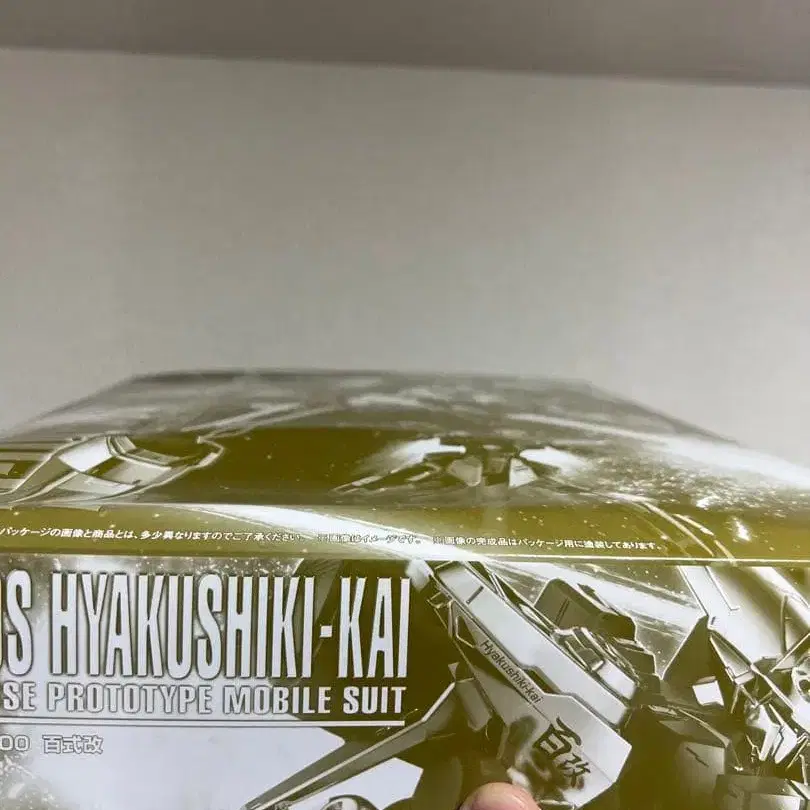 パッケージの画像と商品とは、多少異なりますのでご了承ください。 ※画像はイメージです。 ※画像の完成品はパッケージ用に塗装しております。
OS HYAKUSHIKI-KAI
SE PROTOTYPE MOBILE SUIT
00 百式改
Hyakushiki-Kai
百改